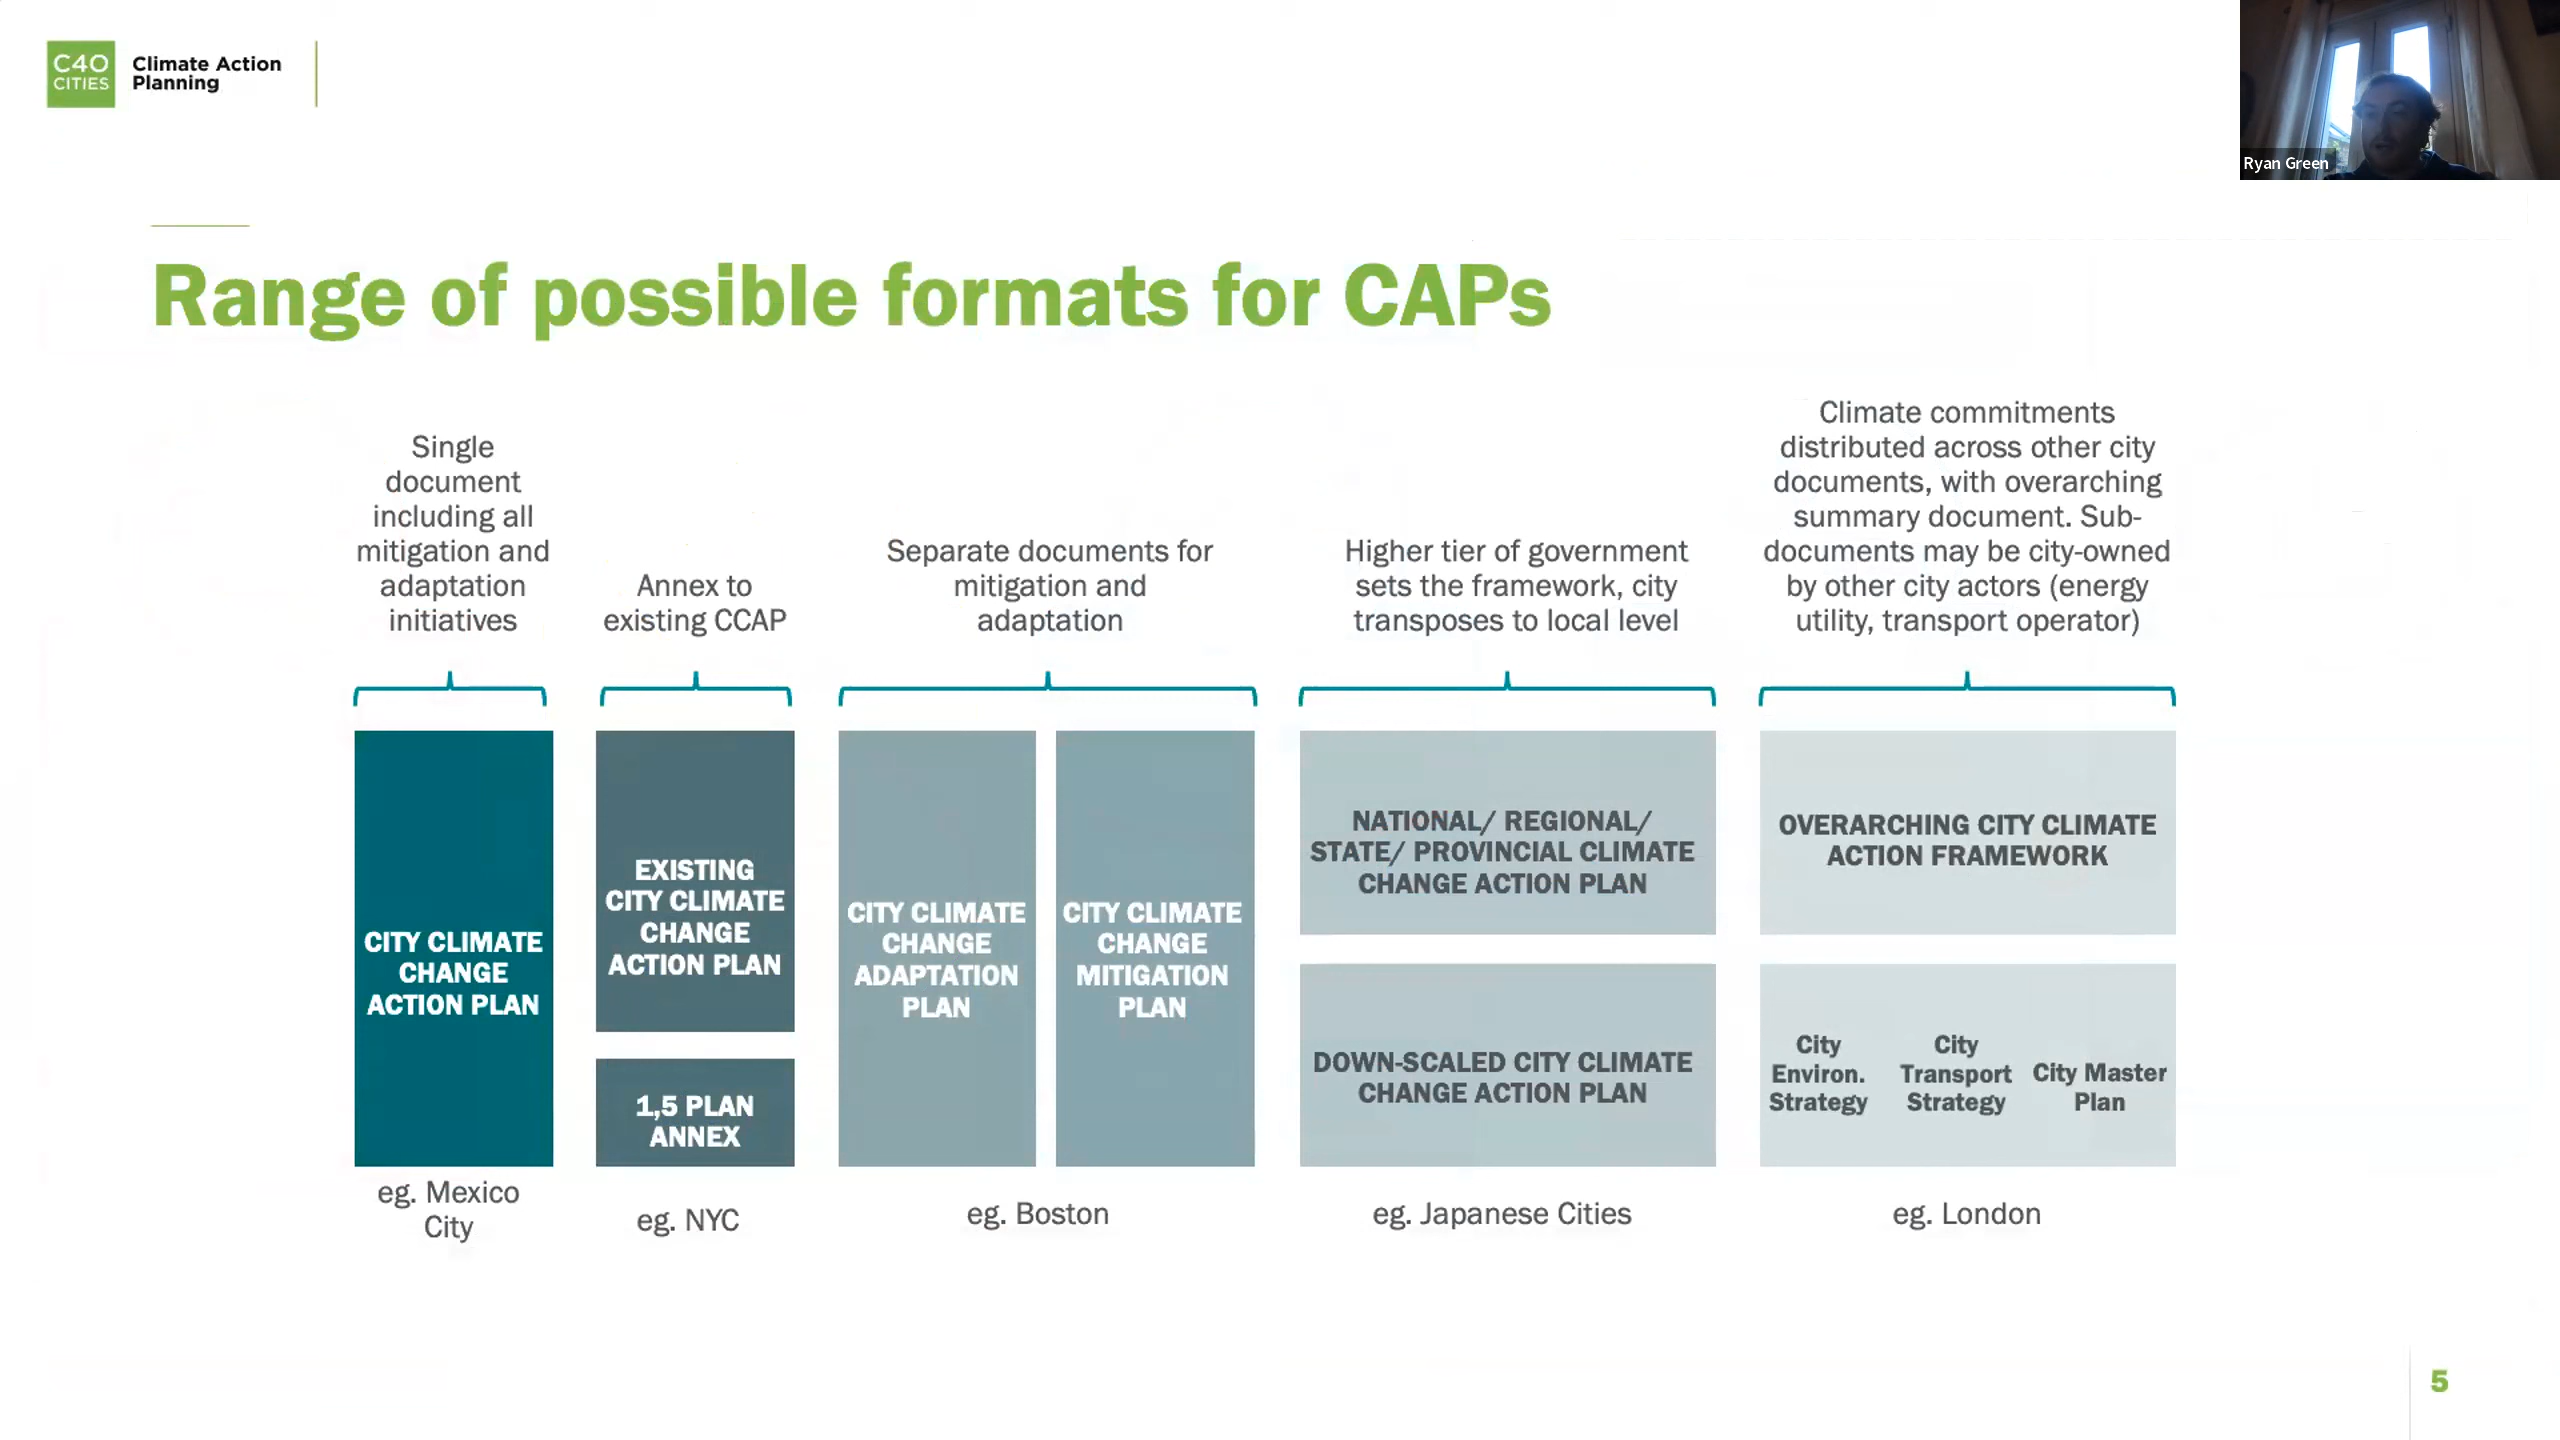 C40
CITIES
Climate Action
Planning
Ryan Green
Range of possible formats for CAPs
Single
document
including all
mitigation and
adaptation
initiatives
Annex to
existing CCAP
Separate documents for
mitigation and
adaptation
Higher tier of government
sets the framework, city
transposes to local level
Climate commitments
distributed across other city
documents, with overarching
summary document. Sub-
documents may be city-owned
by other city actors (energy
utility, transport operator)
CITY CLIMATE
CHANGE
ACTION PLAN
EXISTING
CITY CLIMATE
CHANGE
ACTION PLAN
1,5 PLAN
ANNEX
CITY CLIMATE
CHANGE
ADAPTATION
PLAN
CITY CLIMATE
CHANGE
MITIGATION
PLAN
NATIONAL/ REGIONAL/
STATE/ PROVINCIAL CLIMATE
CHANGE ACTION PLAN
DOWN-SCALED CITY CLIMATE
CHANGE ACTION PLAN
OVERARCHING CITY CLIMATE
ACTION FRAMEWORK
City
Environ.
Strategy
City
Transport
Strategy
City Master
Plan
eg. Mexico
City
eg. NYC
eg. Boston
eg. Japanese Cities
eg. London
5